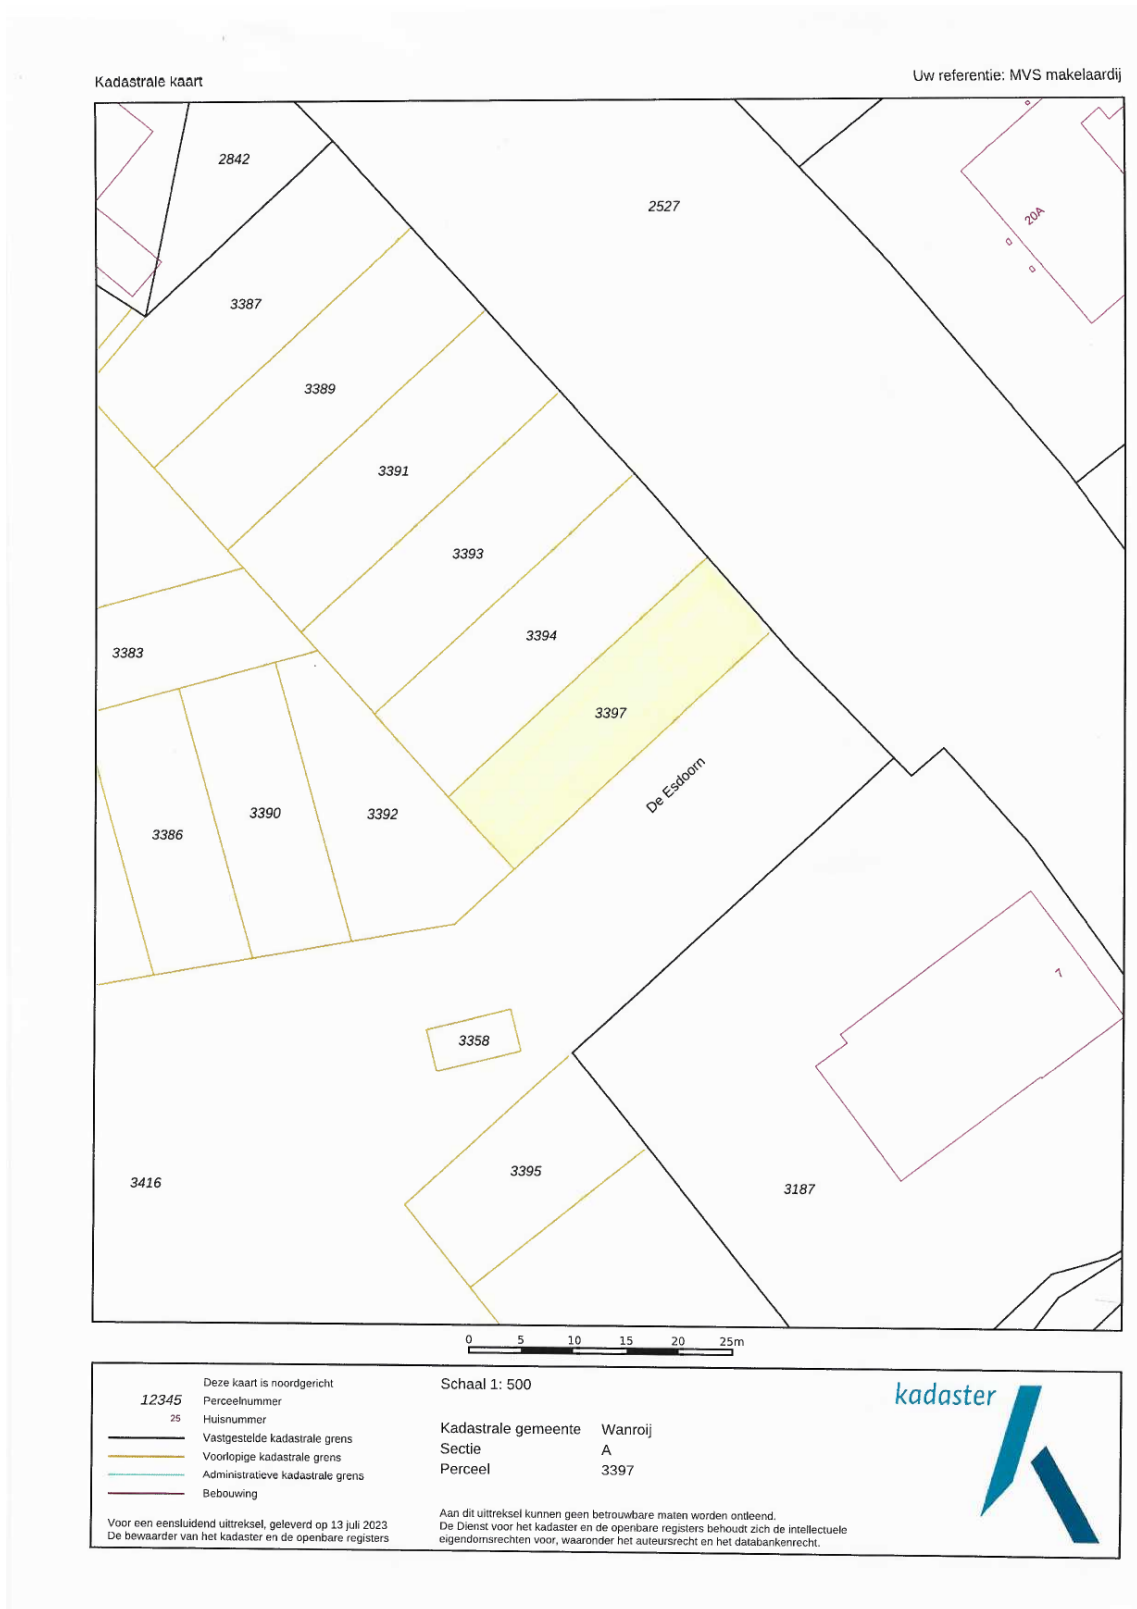 Kadastrale kaart
Uw referentie: MVS makelaardij
2842
2527
20A
3387
3389
3391
3393
3383
3394
3397
De Esdoorn
3386
3390
3392
7
3358
3395
3416
3187
0 5 10 15 20 25m
Deze kaart is noordgericht
12345 Perceelnummer
25 Huisnummer
Vastgestelde kadastrale grens
Voorlopige kadastrale grens
Administratieve kadastrale grens
Bebouwing
Voor een eensluidend uittreksel, geleverd op 13 juli 2023
De bewaarder van het kadaster en de openbare registers
Schaal 1: 500
Kadastrale gemeente Wanroij
Sectie A
Perceel 3397
Aan dit uittreksel kunnen geen betrouwbare maten worden ontleend.
De Dienst voor het kadaster en de openbare registers behoudt zich de intellectuele
eigendomsrechten voor, waaronder het auteursrecht en het databankenrecht.
kadaster